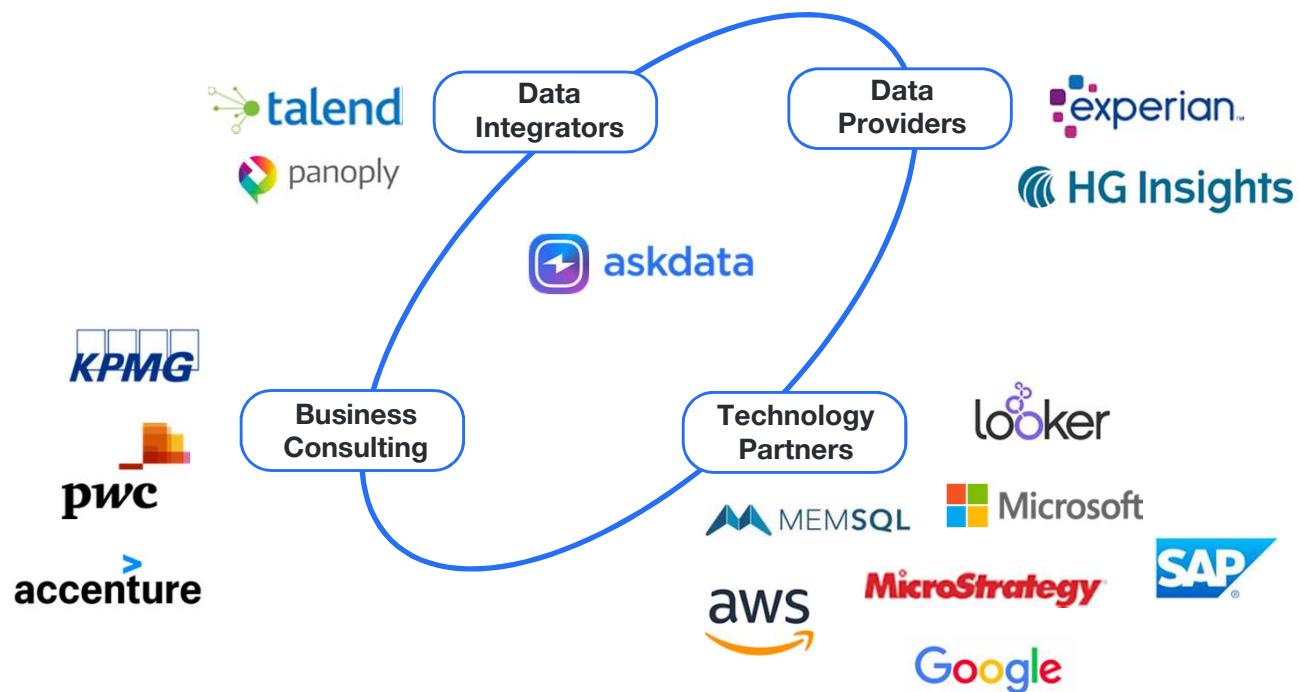 talend
panoply
Data
Integrators
Data
Providers
experian™
HG Insights
askdata
KPMG
pwc
accenture
Business
Consulting
Technology
Partners
looker
MEMSQL
Microsoft
aws
MicroStrategy
SAP®
Google